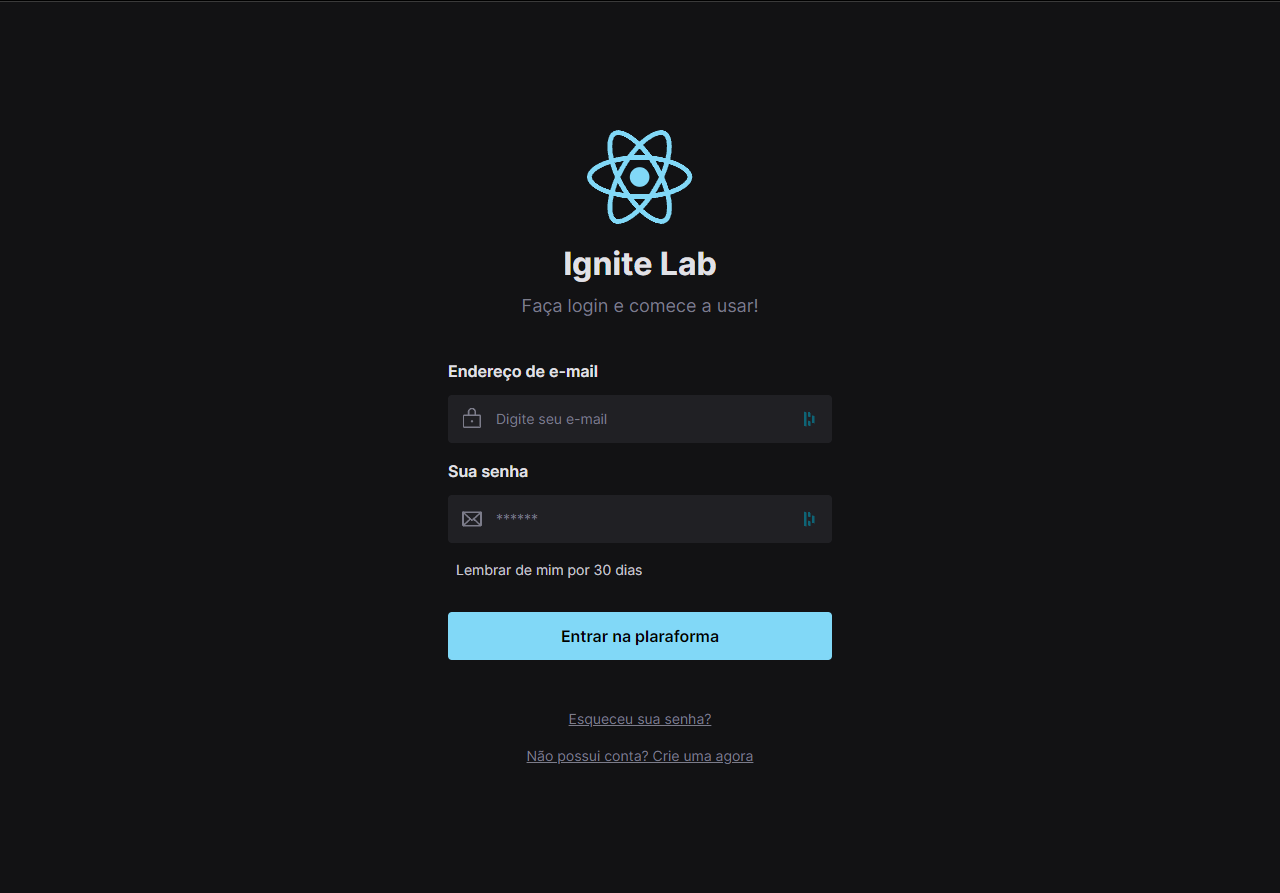 Ignite Lab
Faça login e comece a usar!
Endereço de e-mail
Digite seu e-mail
Sua senha
******
Lembrar de mim por 30 dias
Entrar na plaraforma
Esqueceu sua senha?
Não possui conta? Crie uma agora